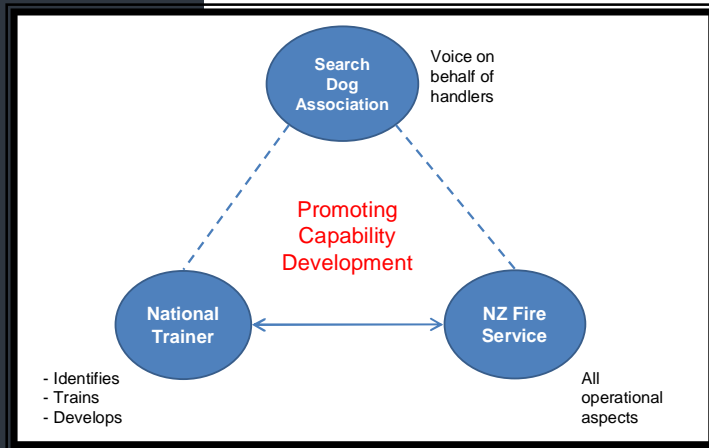 Search
Dog
Association
Voice on
behalf of
handlers
Promoting
Capability
Development
National
Trainer
NZ Fire
Service
- Identifies
- Trains
- Develops
All
operational
aspects